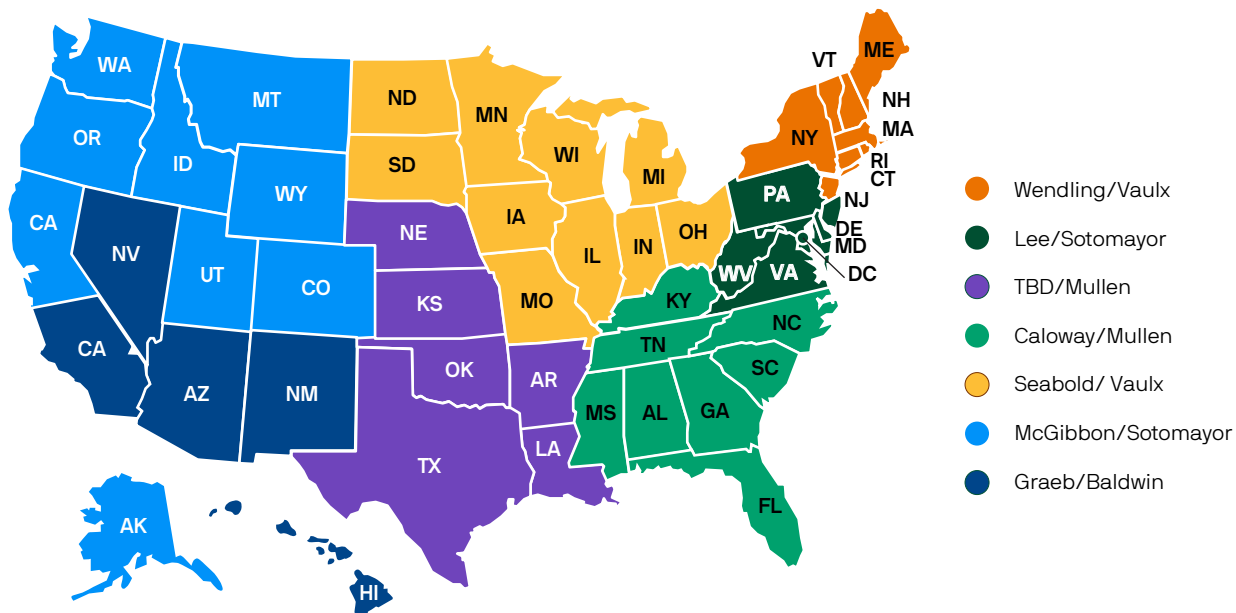 WA
MT
ND
MN
VT
ME
NH
MA
OR
ID
WY
SD
WI
MI
NY
RI
CT
CA
NV
UT
CO
NE
IA
IL
IN
OH
PA
NJ
DE
MD
DC
WV
VA
KS
MO
KY
CA
AZ
NM
OK
AR
TN
NC
SC
TX
LA
MS
AL
GA
FL
AK
HI
Wendling/Vaulx
Lee/Sotomayor
TBD/Mullen
Caloway/Mullen
Seabold/ Vaulx
McGibbon/Sotomayor
Graeb/Baldwin